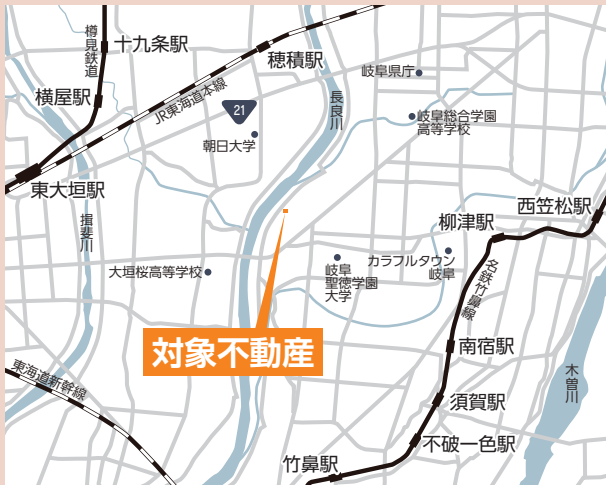 樽見鉄道
十九条駅
穂積駅
岐阜県庁
横屋駅
JR東海道本線
21
長良川
岐阜総合学園
高等学校
朝日大学
東大垣駅
揖斐川
西笠松駅
柳津駅
大垣桜高等学校
岐阜
聖徳学園
大学
カラフルタウン
岐阜
名鉄竹鼻線
対象不動産
南宿駅
東海道新幹線
木曽川
須賀駅
不破一色駅
竹鼻駅